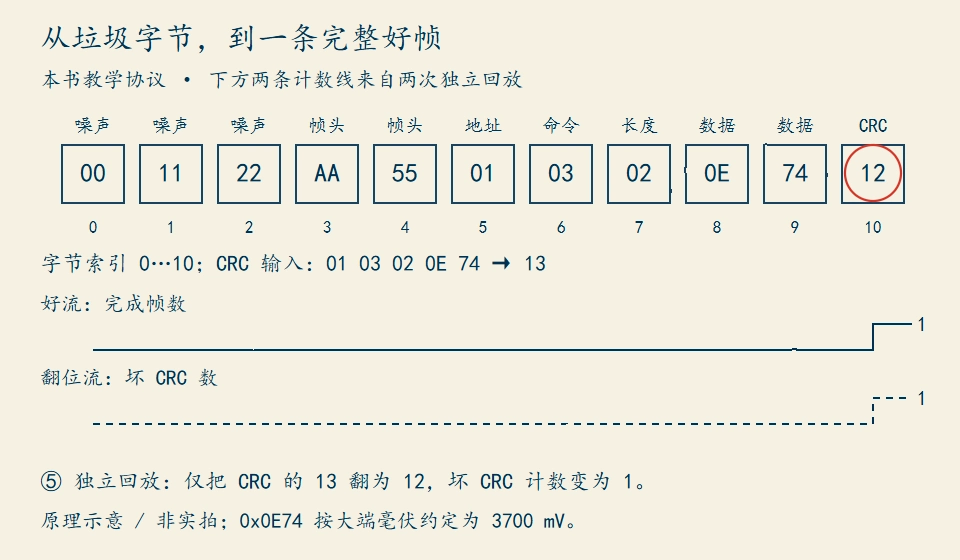 从垃圾字节，到一条完整好帧
本书教学协议 • 下方两条计数线来自两次独立回放
噪声 噪声 噪声 帧头 帧头 地址 命令 长度 数据 数据 CRC
00 11 22 AA 55 01 03 02 0E 74 12
0 1 2 3 4 5 6 7 8 9 10
字节索引 0…10；CRC 输入：01 03 02 0E 74 → 13
好流：完成帧数
1
翻位流：坏 CRC 数
1
⑤ 独立回放：仅把 CRC 的 13 翻为 12，坏 CRC 计数变为 1。
原理示意 / 非实拍；0x0E74 按大端毫伏约定为 3700 mV。